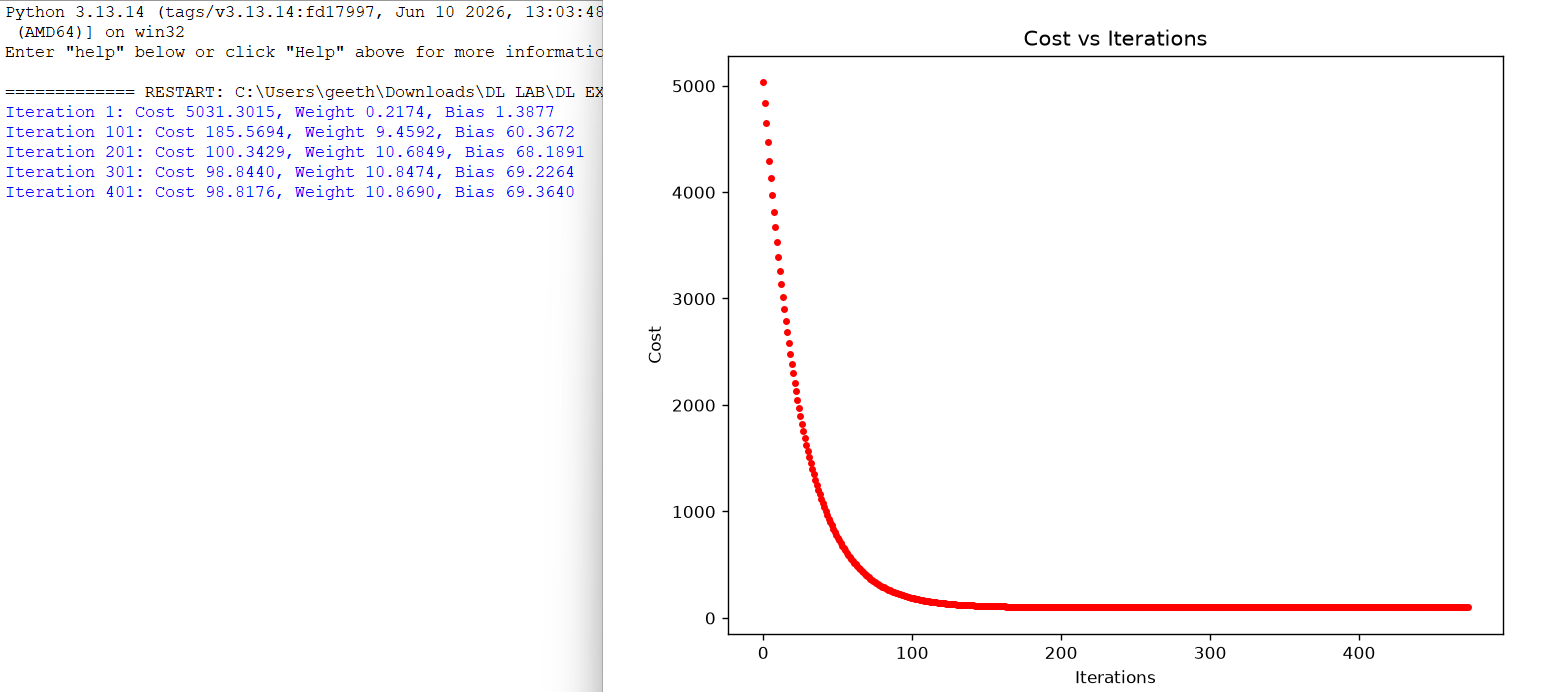 Python 3.13.14 (tags/v3.13.14:fd17997, Jun 10 2026, 13:03:48
(AMD64)] on win32
Enter "help" below or click "Help" above for more informatio
============= RESTART: C:\Users\geeth\Downloads\DL LAB\DL EX
Iteration 1: Cost 5031.3015, Weight 0.2174, Bias 1.3877
Iteration 101: Cost 185.5694, Weight 9.4592, Bias 60.3672
Iteration 201: Cost 100.3429, Weight 10.6849, Bias 68.1891
Iteration 301: Cost 98.8440, Weight 10.8474, Bias 69.2264
Iteration 401: Cost 98.8176, Weight 10.8690, Bias 69.3640
Cost vs Iterations
5000
4000
3000
2000
1000
0
Cost
0 100 200 300 400
Iterations